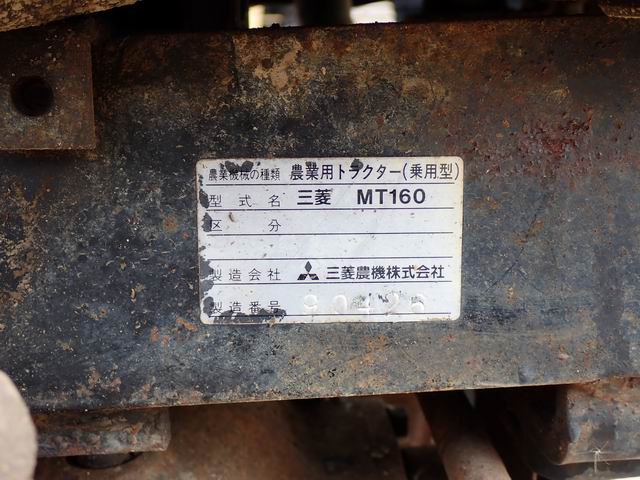 農業機械の種類 農業用トラクター(乗用型)
型式名 三菱 MT160
区分
製造会社 三菱農機株式会社
製造番号 90426